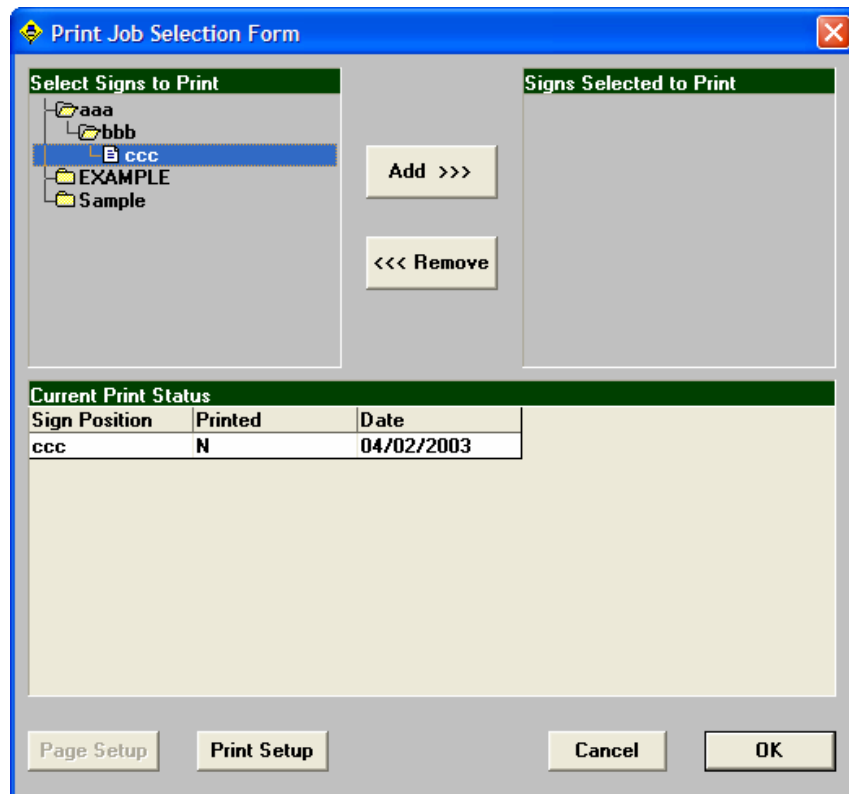 Print Job Selection Form
Select Signs to Print
aaa
bbb
ccc
EXAMPLE
Sample
Add >>>
<<< Remove
Signs Selected to Print
Current Print Status
Sign Position Printed Date
ccc N 04/02/2003
Page Setup Print Setup Cancel OK